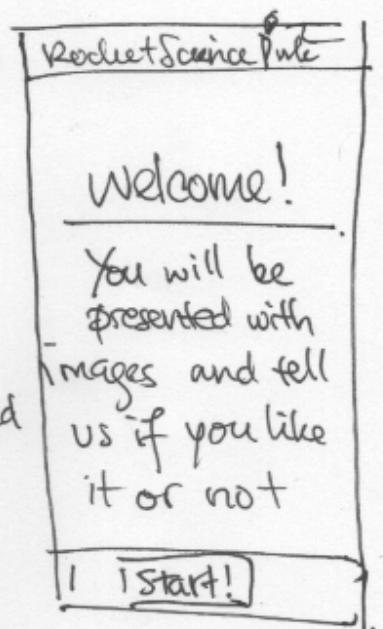 RocketScience
Welcome!
You will be
presented with
images and tell
us if you like
it or not
Start!